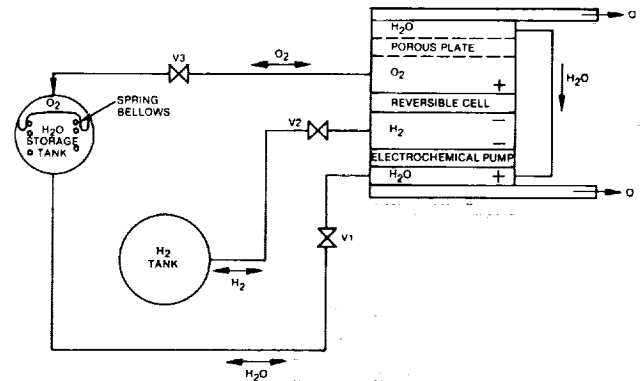 Q
H2O
POROUS PLATE
V3
O2
H2O
O2
O2
+
SPRING
BELLOWS
REVERSIBLE CELL
V2
H2O
STORAGE
TANK
H2
−
−
ELECTROCHEMICAL PUMP
H2O
+
Q
V1
H2
TANK
H2
H2O